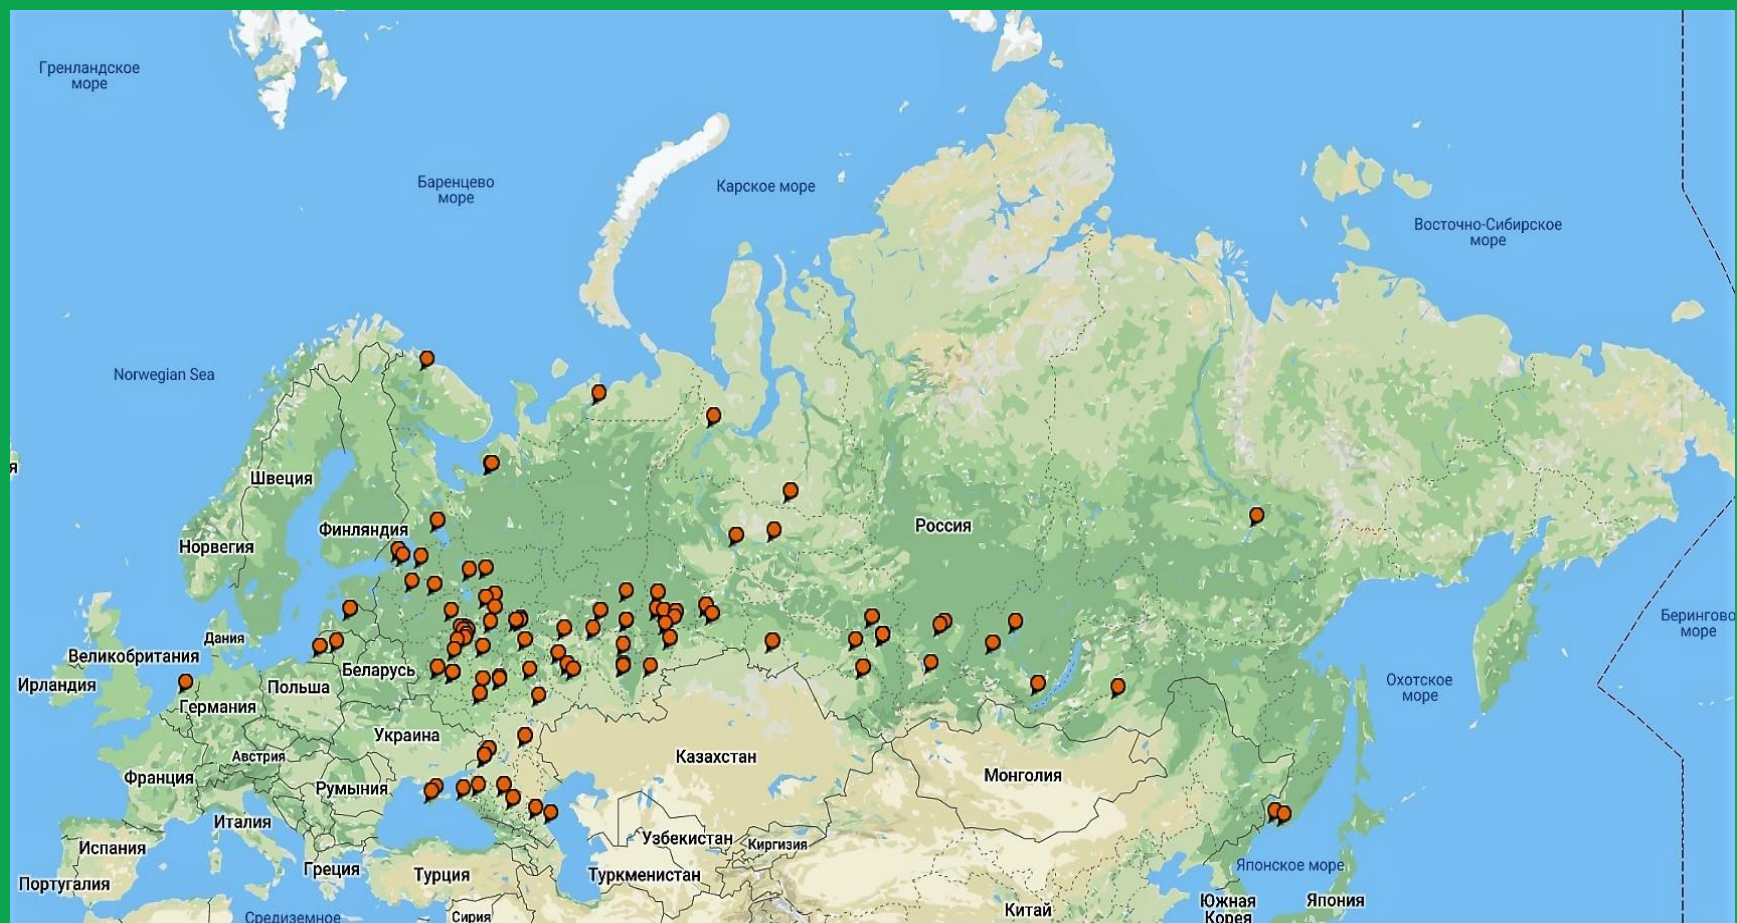 Гренландское
море
Баренцево
море
Карское море
Восточно-Сибирское
море
Norwegian Sea
я
Швеция
Финляндия
Норвегия
Россия
Берингово
море
Дания
Великобритания
Ирландия
Беларусь
Польша
Германия
Охотское
море
Украина
Австрия
Казахстан
Франция
Румыния
Монголия
Италия
Узбекистан
Киргизия
Испания
Греция
Турция
Туркменистан
Японское море
Португалия
Южная
Корея
Япония
Китай
Средиземное
Сирия